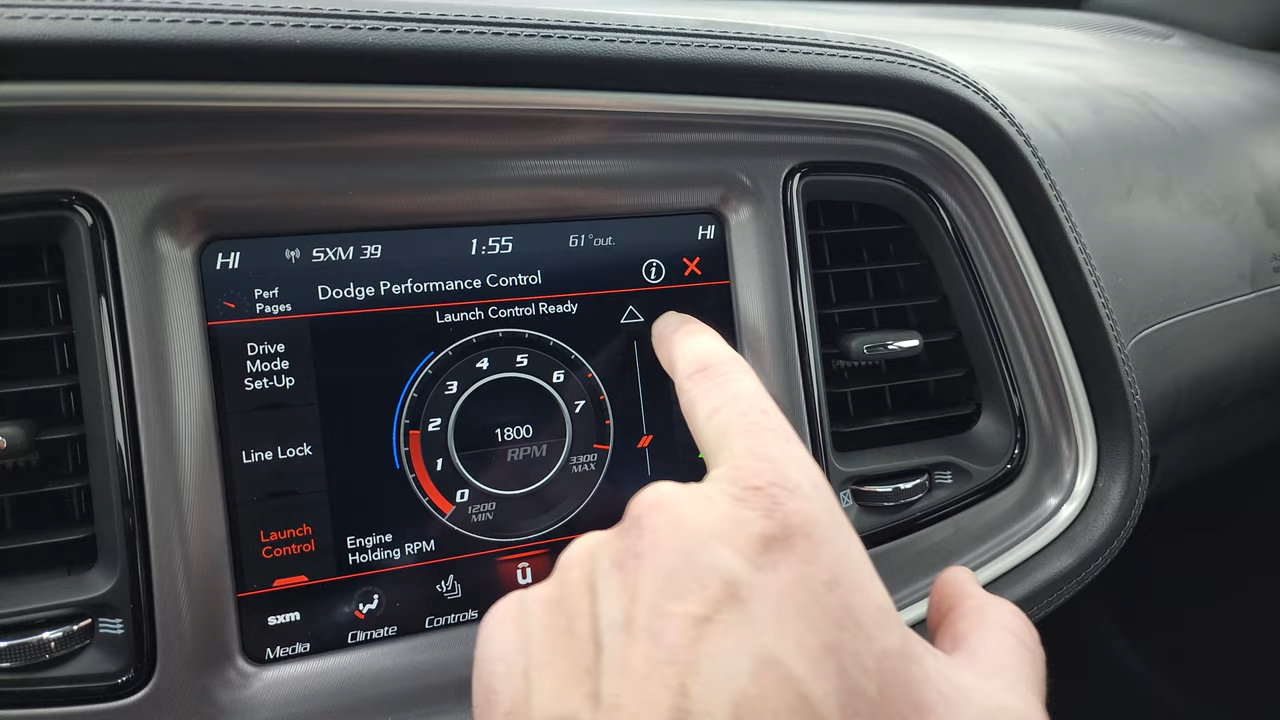 HI
SXM 39
1:55
61°out.
HI
Perf
Pages
Dodge Performance Control
Launch Control Ready
Drive
Mode
Set-Up
Line Lock
Launch
Control
0
1
2
3
4
5
6
7
1800
RPM
3300
MAX
1200
MIN
Engine
Holding RPM
sxm
Media
Climate
Controls